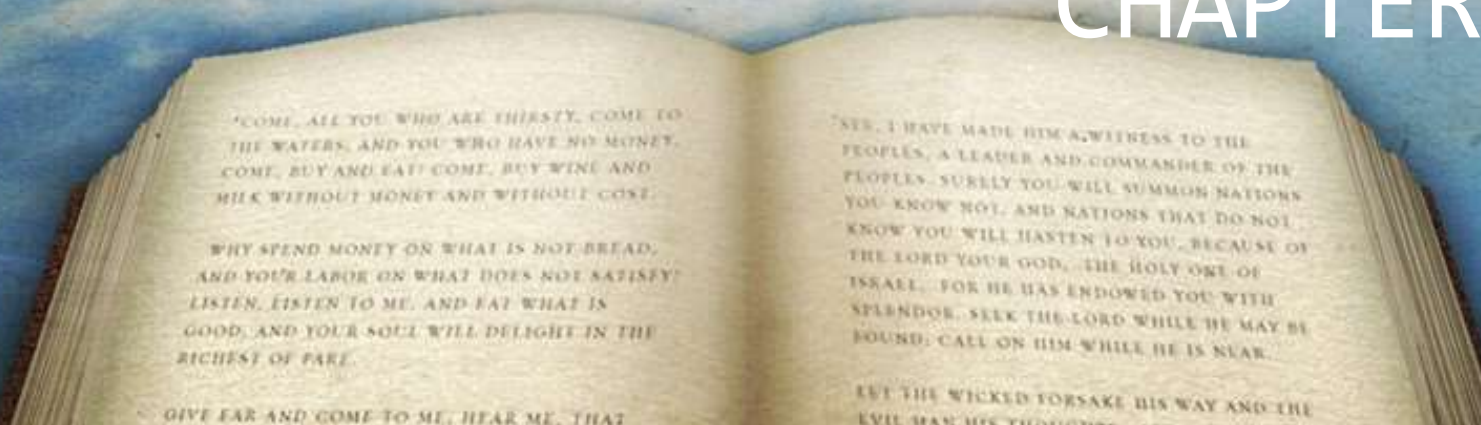 CHAPTER
"COME, ALL YOU WHO ARE THIRSTY, COME TO
THE WATERS; AND YOU WHO HAVE NO MONEY,
COME, BUY AND EAT! COME, BUY WINE AND
MILK WITHOUT MONEY AND WITHOUT COST.
WHY SPEND MONEY ON WHAT IS NOT BREAD,
AND YOUR LABOR ON WHAT DOES NOT SATISFY?
LISTEN, LISTEN TO ME, AND EAT WHAT IS
GOOD, AND YOUR SOUL WILL DELIGHT IN THE
RICHEST OF FARE.
GIVE EAR AND COME TO ME, HEAR ME, THAT
"SEE, I HAVE MADE HIM A WITNESS TO THE
PEOPLES, A LEADER AND COMMANDER OF THE
PEOPLES. SURELY YOU WILL SUMMON NATIONS
YOU KNOW NOT, AND NATIONS THAT DO NOT
KNOW YOU WILL HASTEN TO YOU, BECAUSE OF
THE LORD YOUR GOD, THE HOLY ONE OF
ISRAEL, FOR HE HAS ENDOWED YOU WITH
SPLENDOR. SEEK THE LORD WHILE HE MAY BE
FOUND; CALL ON HIM WHILE HE IS NEAR.
LET THE WICKED FORSAKE HIS WAY AND THE
EVIL MAN HIS THOUGHTS